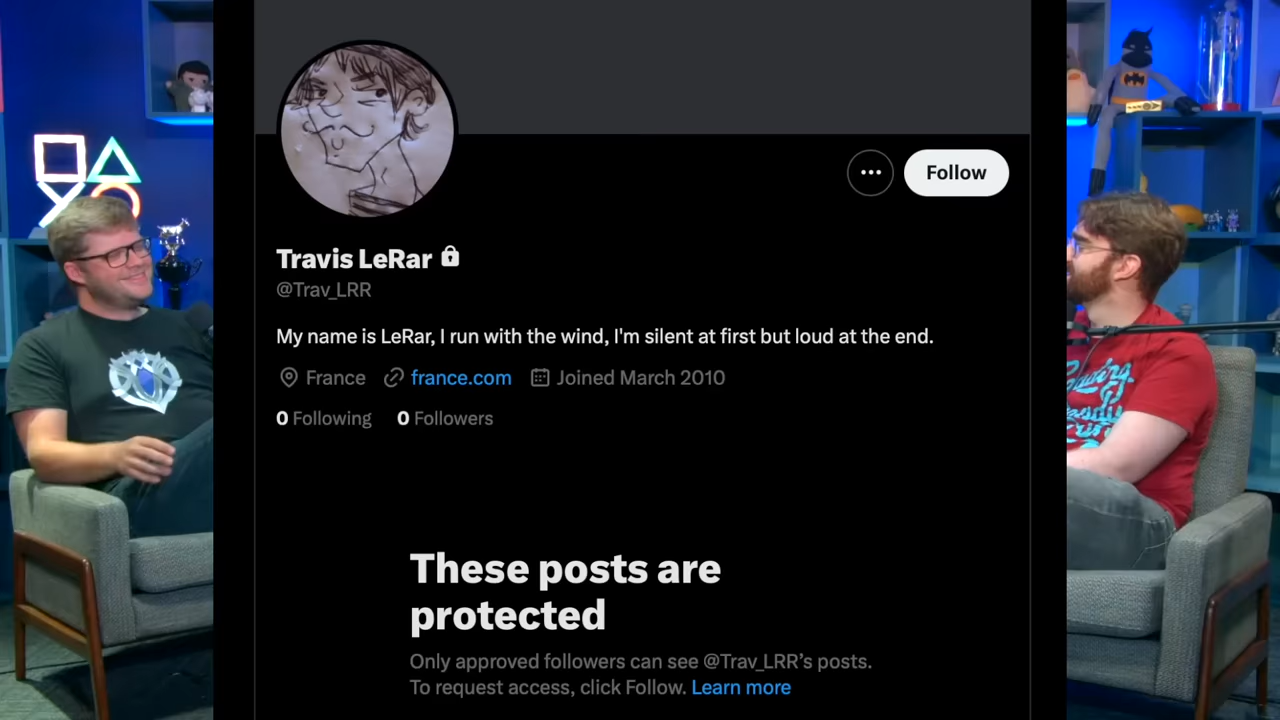 Follow
Travis LeRar
@Trav_LRR
My name is LeRar, I run with the wind, I'm silent at first but loud at the end.
France france.com Joined March 2010
0 Following 0 Followers
These posts are
protected
Only approved followers can see @Trav_LRR’s posts.
To request access, click Follow. Learn more